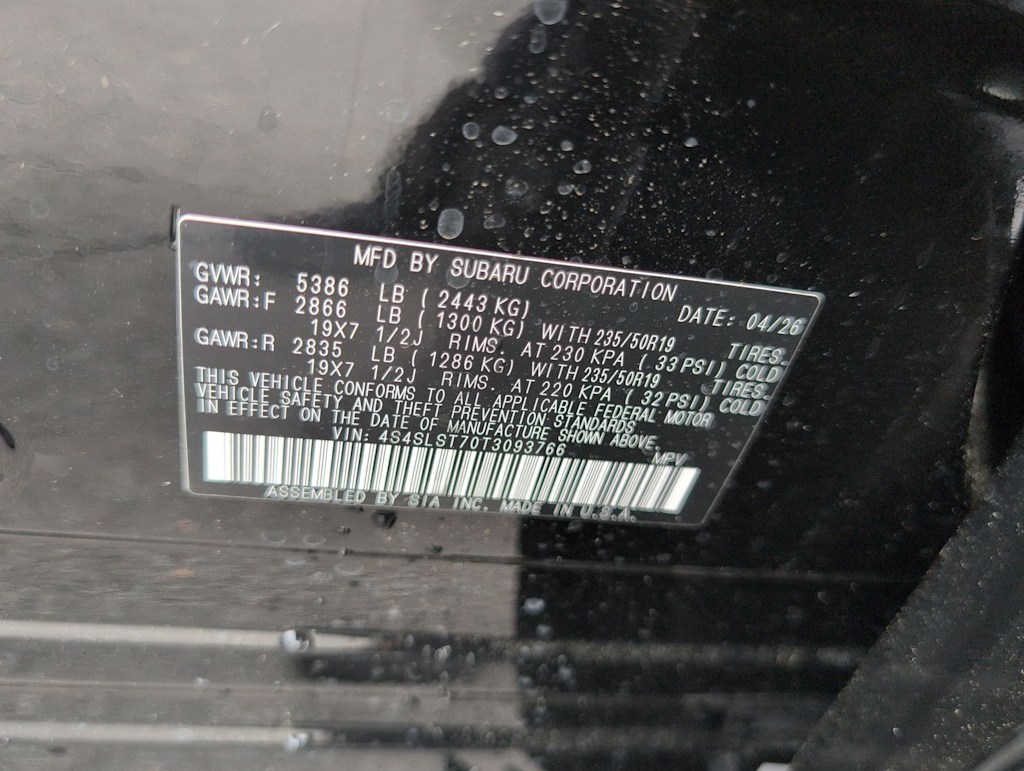 MFD BY SUBARU CORPORATION
GVWR: 5386 LB ( 2443 KG) DATE: 04/26
GAWR:F 2866 LB ( 1300 KG) WITH 235/50R19 TIRES.
19X7 1/2J RIMS. AT 230 KPA ( 33 PSI) COLD
GAWR:R 2835 LB ( 1286 KG) WITH 235/50R19 TIRES.
19X7 1/2J RIMS. AT 220 KPA ( 32 PSI) COLD
THIS VEHICLE CONFORMS TO ALL APPLICABLE FEDERAL MOTOR
VEHICLE SAFETY AND THEFT PREVENTION STANDARDS
IN EFFECT ON THE DATE OF MANUFACTURE SHOWN ABOVE.
VIN: 4S4SLST70T3093766 MPV
ASSEMBLED BY SIA INC. MADE IN U.S.A.